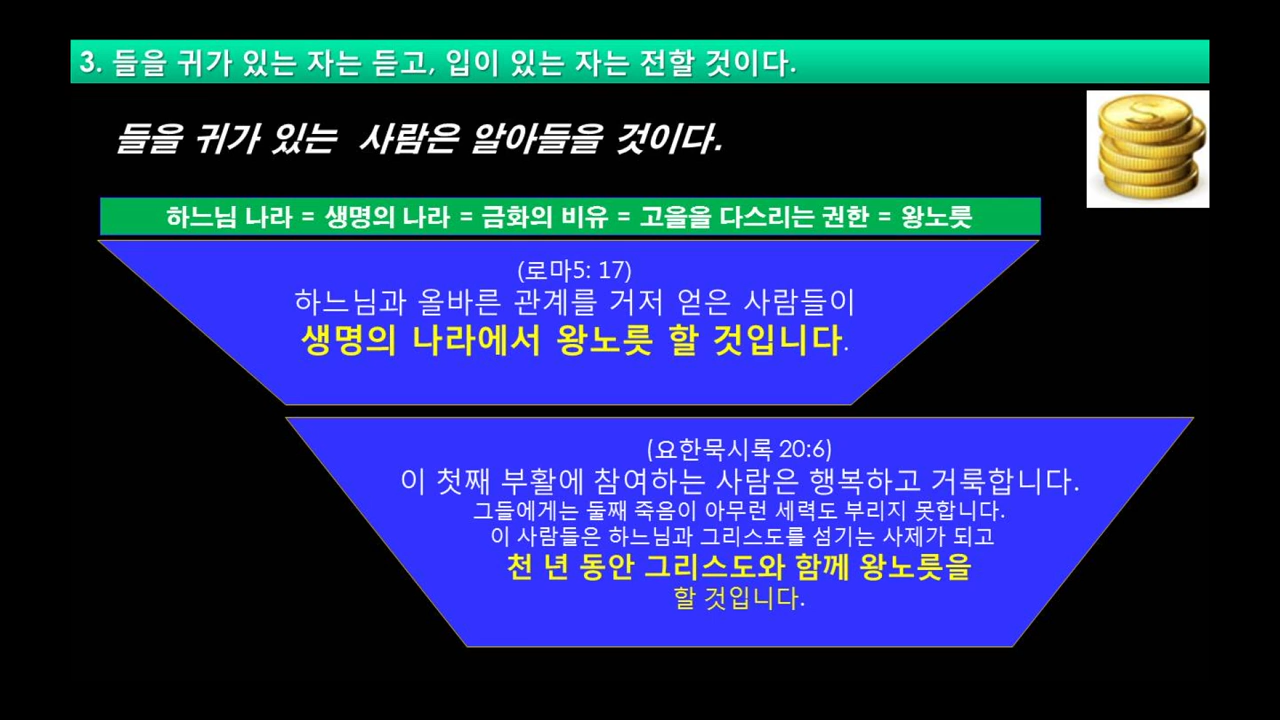 3. 들을 귀가 있는 자는 듣고, 입이 있는 자는 전할 것이다.
들을 귀가 있는 사람은 알아들을 것이다.
하느님 나라 = 생명의 나라 = 금화의 비유 = 고을을 다스리는 권한 = 왕노릇
(로마5: 17)
하느님과 올바른 관계를 거저 얻은 사람들이
생명의 나라에서 왕노릇 할 것입니다.
(요한묵시록 20:6)
이 첫째 부활에 참여하는 사람은 행복하고 거룩합니다.
그들에게는 둘째 죽음이 아무런 세력도 부리지 못합니다.
이 사람들은 하느님과 그리스도를 섬기는 사제가 되고
천 년 동안 그리스도와 함께 왕노릇을
할 것입니다.